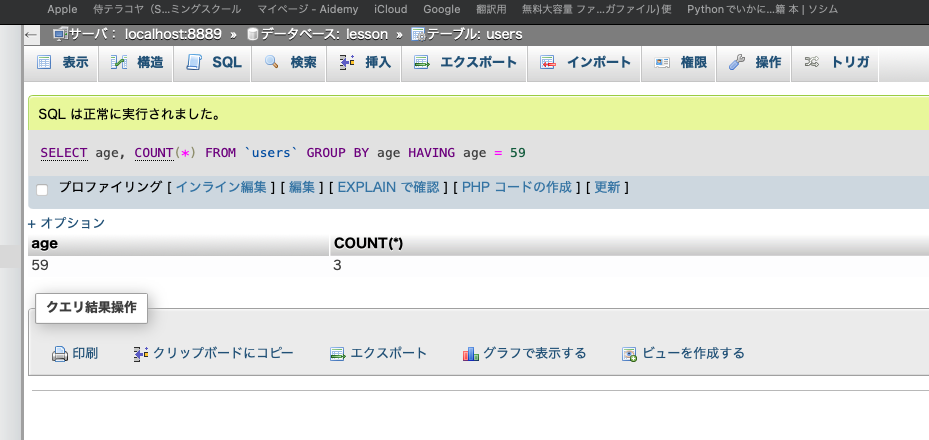 Apple 侍テラコヤ（S...ミングスクール マイページ - Aidemy iCloud Google 翻訳用 無料大容量 ファ...ガファイル) 便 Pythonでいかに...籍 本 | ソシム
← サーバ： localhost:8889 » データベース: lesson » テーブル: users
表示 構造 SQL 検索 挿入 エクスポート インポート 権限 操作 トリガ
SQL は正常に実行されました。
SELECT age, COUNT(*) FROM `users` GROUP BY age HAVING age = 59
プロファイリング [ インライン編集 ] [ 編集 ] [ EXPLAIN で確認 ] [ PHP コードの作成 ] [ 更新 ]
+ オプション
age COUNT(*)
59 3
クエリ結果操作
印刷 クリップボードにコピー エクスポート グラフで表示する ビューを作成する